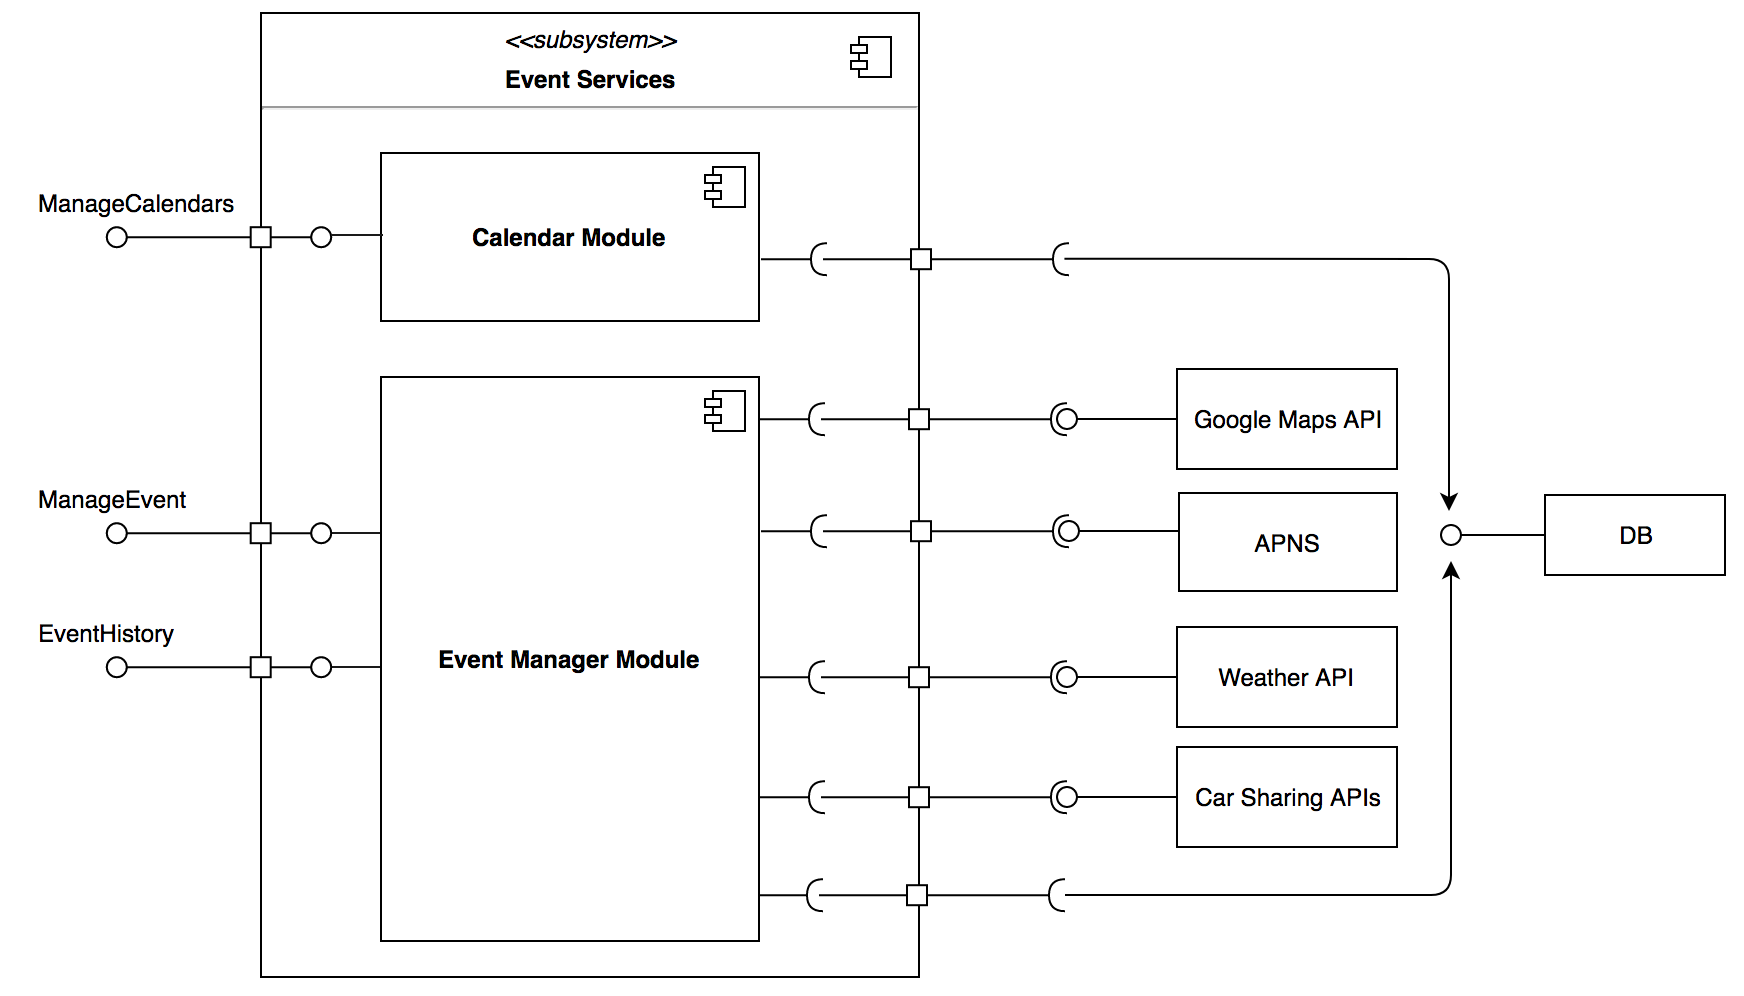 <<subsystem>>
Event Services
ManageCalendars
Calendar Module
Google Maps API
ManageEvent
APNS
DB
EventHistory
Event Manager Module
Weather API
Car Sharing APIs